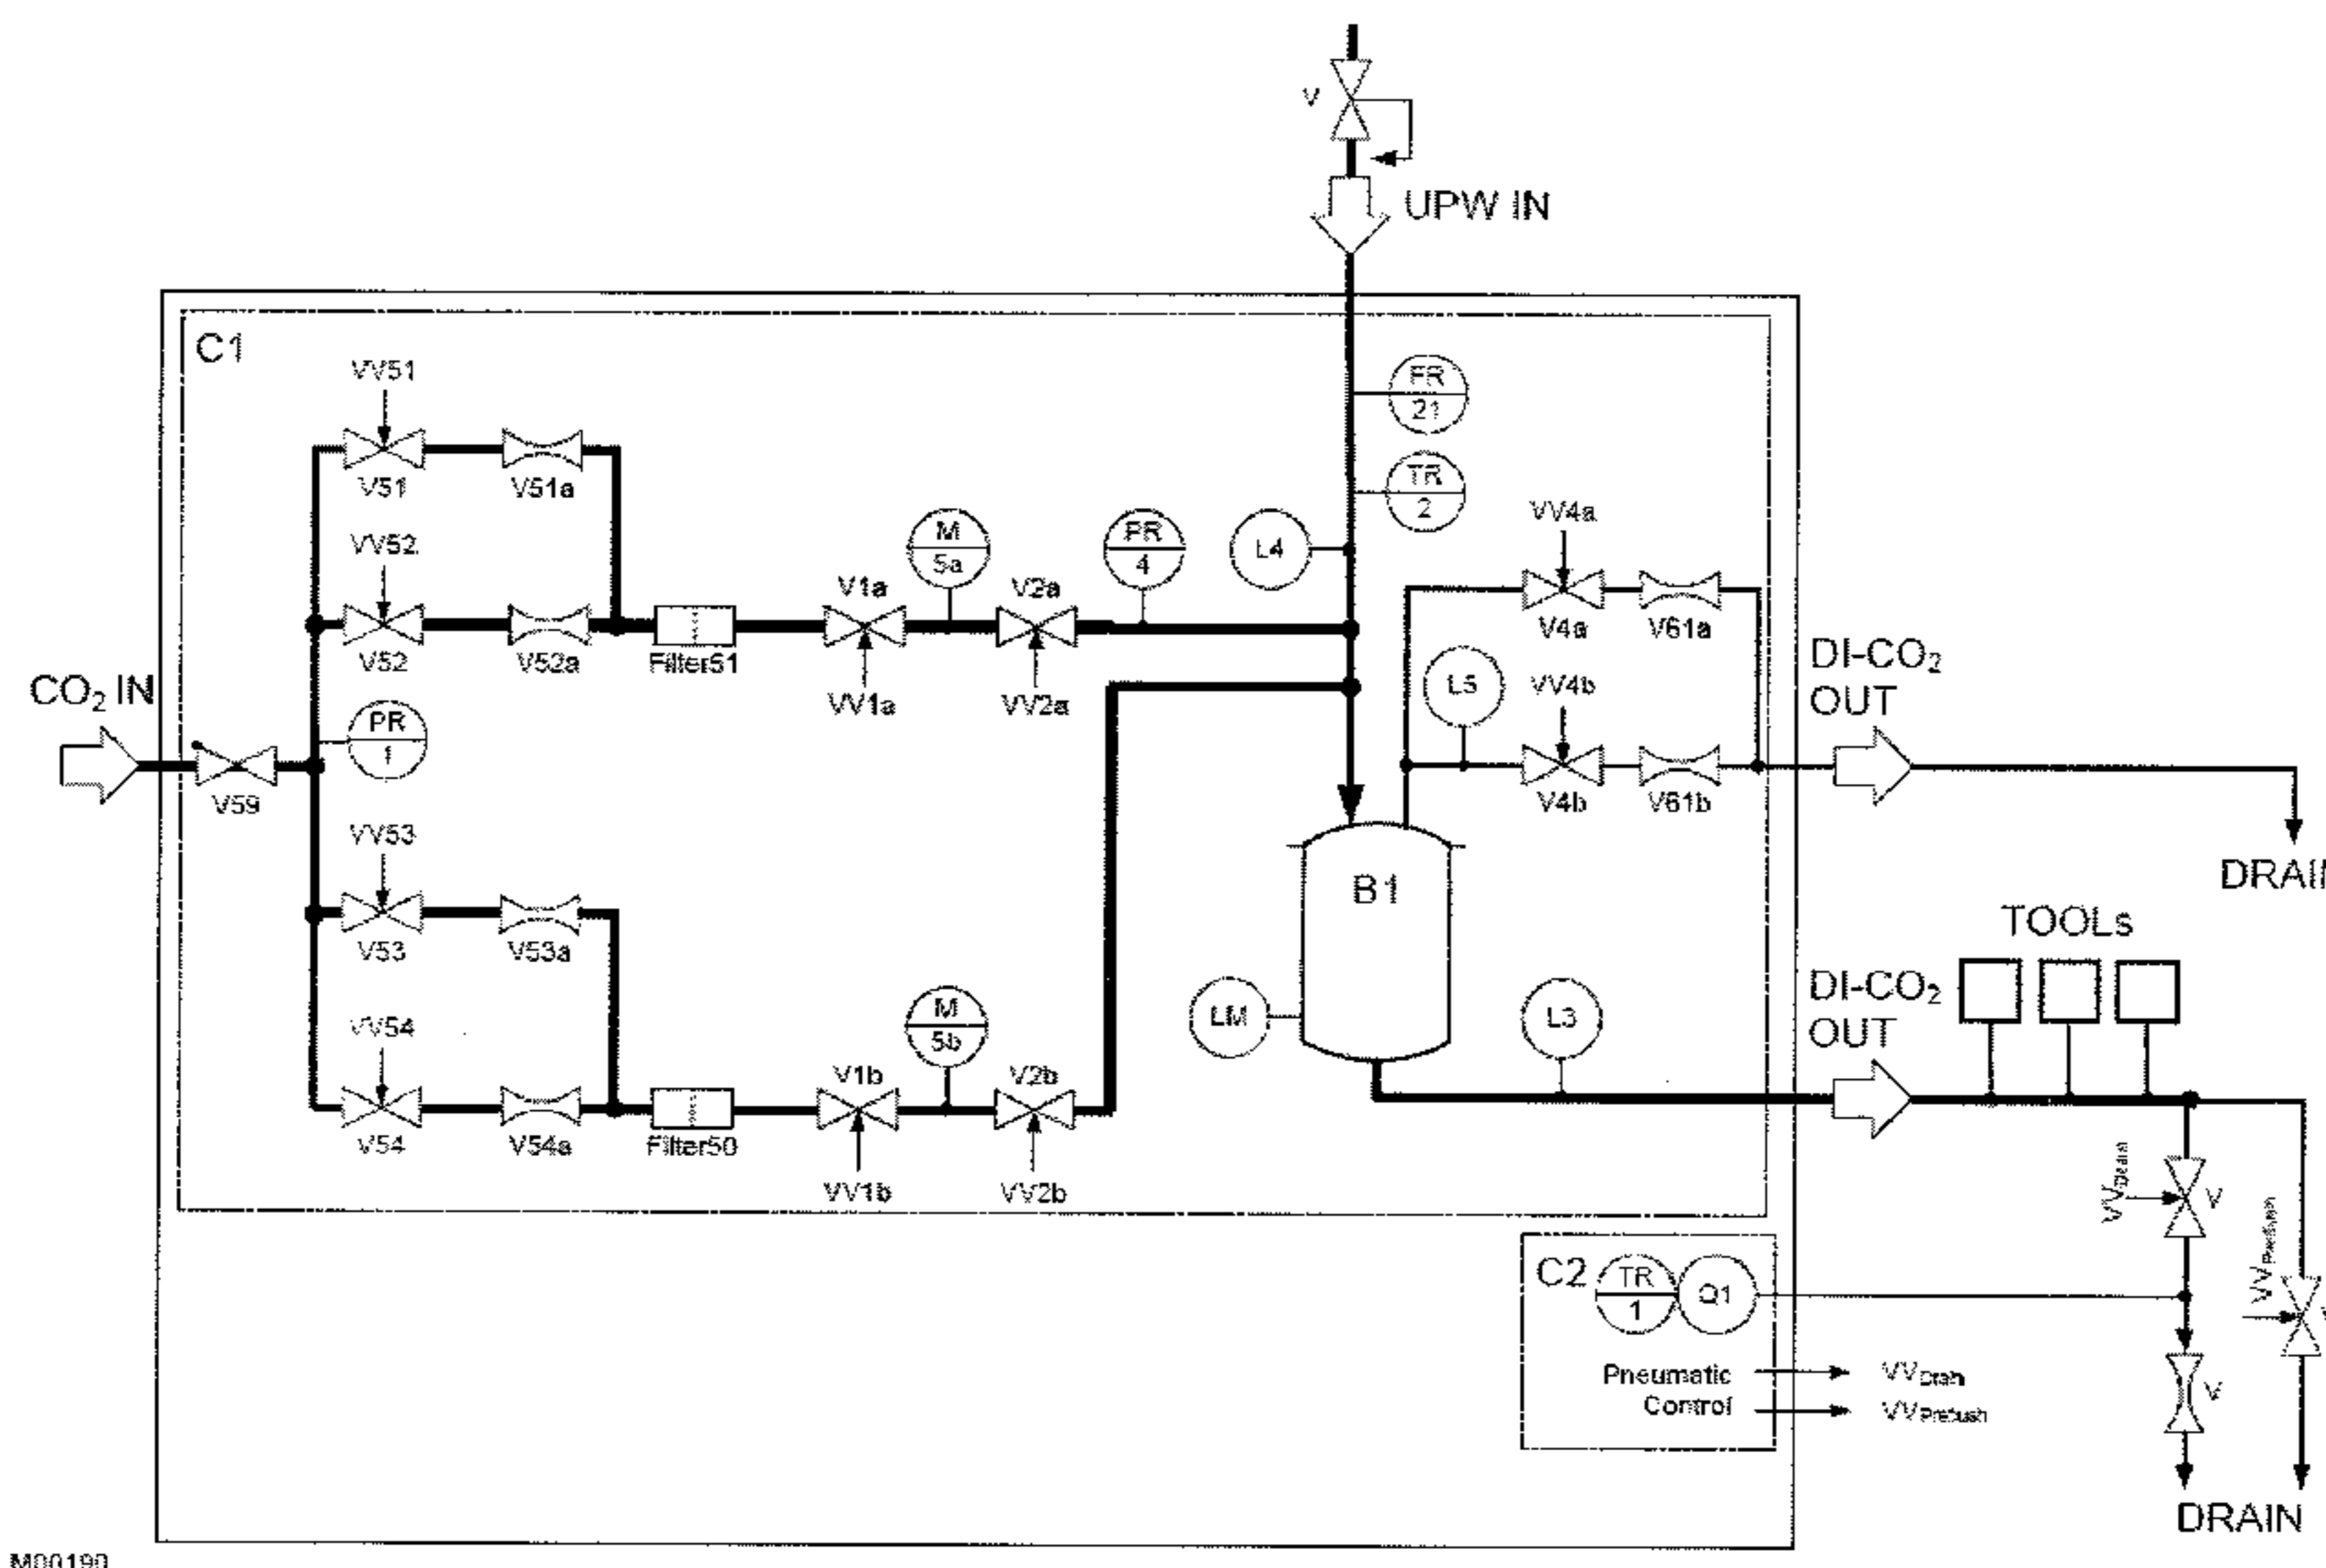 V
UPW IN
C1
VV51
V51
V51a
VV52
V52
V52a
Filter51
FR
21
TR
2
L4
M
5a
PR
4
V1a
V2a
VV1a
VV2a
VV4a
V4a
V61a
L5
VV4b
V4b
V61b
CO₂ IN
V59
PR
1
DI-CO₂
OUT
DRAIN
VV53
V53
V53a
VV54
V54
V54a
Filter50
M
5b
V1b
V2b
VV1b
VV2b
B1
LM
L3
TOOLs
DI-CO₂
OUT
V
V
C2
TR
1
Q1
Pneumatic
Control
VV
VV
DRAIN
M00190